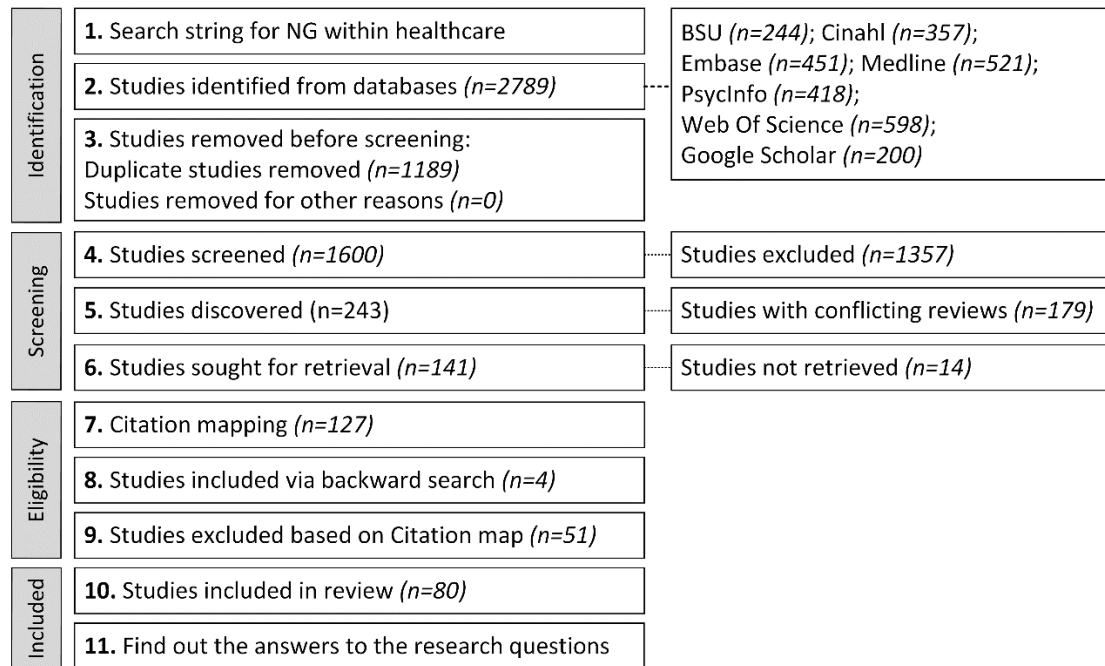 Identification
1. Search string for NG within healthcare
2. Studies identified from databases (n=2789)
BSU (n=244); Cinahl (n=357);
Embase (n=451); Medline (n=521);
PsycInfo (n=418);
Web Of Science (n=598);
Google Scholar (n=200)
3. Studies removed before screening:
Duplicate studies removed (n=1189)
Studies removed for other reasons (n=0)
Screening
4. Studies screened (n=1600)
Studies excluded (n=1357)
5. Studies discovered (n=243)
Studies with conflicting reviews (n=179)
6. Studies sought for retrieval (n=141)
Studies not retrieved (n=14)
Eligibility
7. Citation mapping (n=127)
8. Studies included via backward search (n=4)
9. Studies excluded based on Citation map (n=51)
Included
10. Studies included in review (n=80)
11. Find out the answers to the research questions